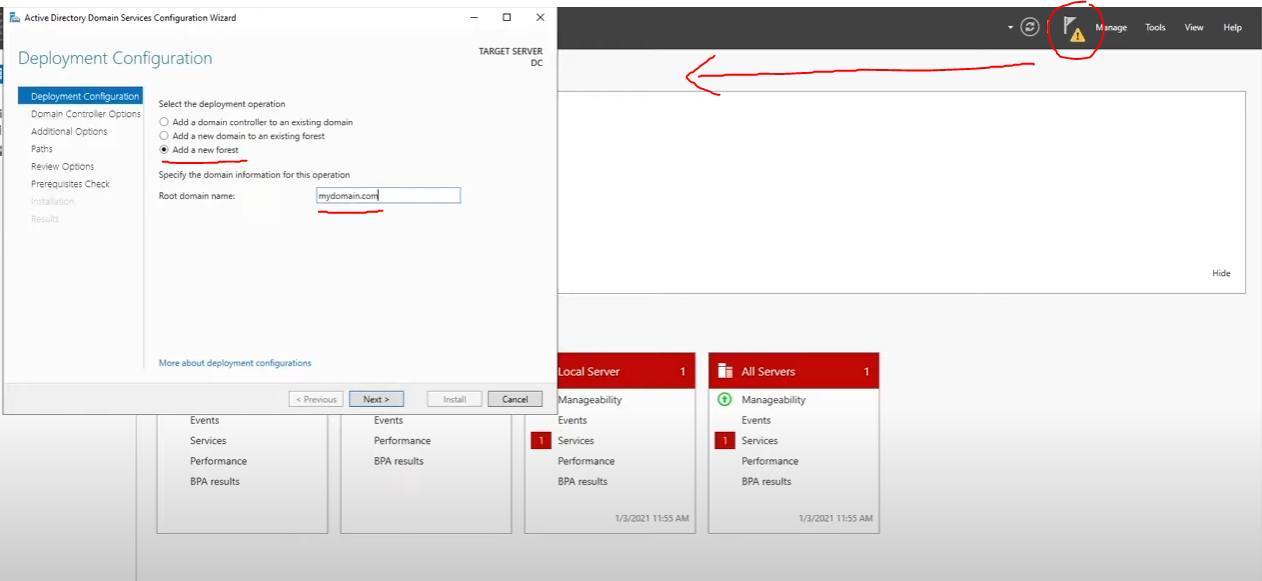 Active Directory Domain Services Configuration Wizard
Manage Tools View Help
Deployment Configuration
TARGET SERVER
DC
Deployment Configuration
Domain Controller Options
Additional Options
Paths
Review Options
Prerequisites Check
Installation
Results
Select the deployment operation
Add a domain controller to an existing domain
Add a new domain to an existing forest
Add a new forest
Specify the domain information for this operation
Root domain name: mydomain.com
More about deployment configurations
< Previous Next > Install Cancel
Hide
Events
Services
Performance
BPA results
Events
Performance
BPA results
Local Server 1
Manageability
Events
1 Services
Performance
BPA results
1/3/2021 11:55 AM
All Servers 1
Manageability
Events
1 Services
Performance
BPA results
1/3/2021 11:55 AM